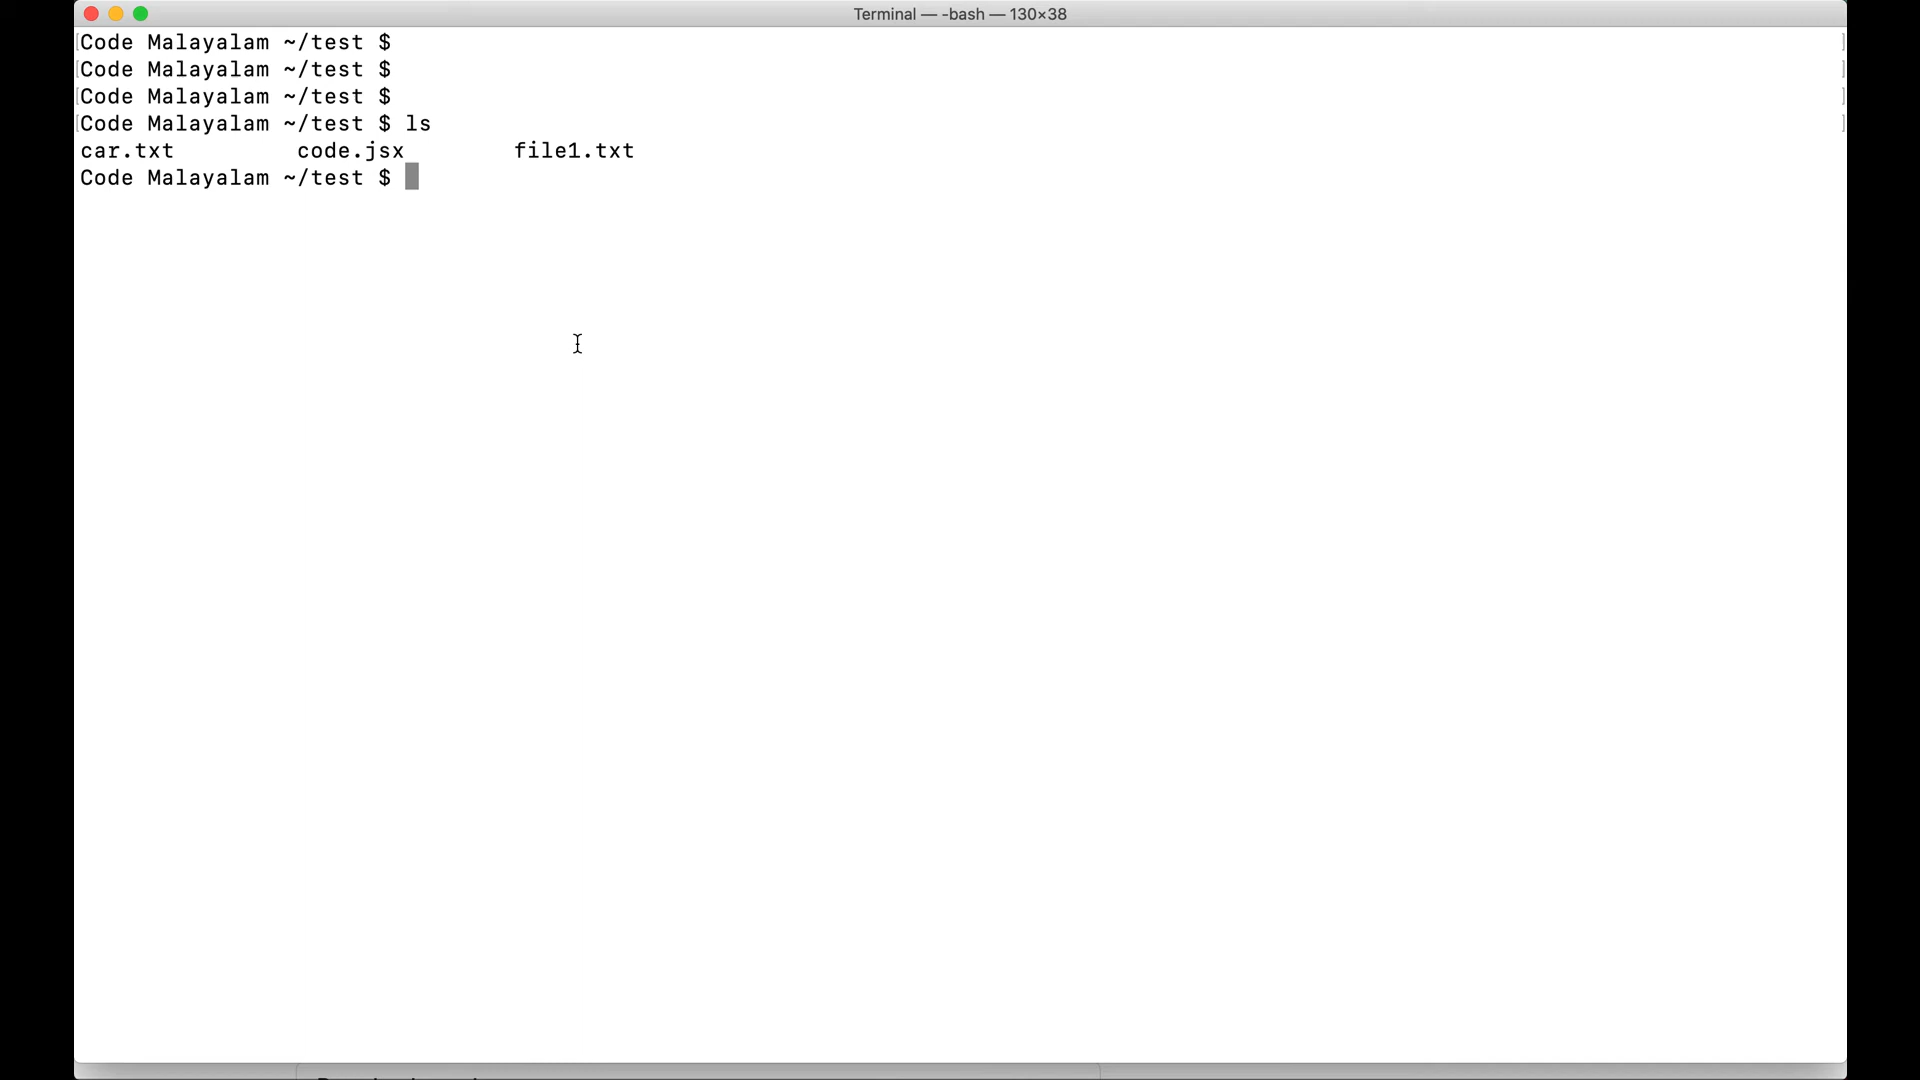 Terminal — -bash — 130×38
[Code Malayalam ~/test $ ]
[Code Malayalam ~/test $ ]
[Code Malayalam ~/test $ ]
[Code Malayalam ~/test $ ls ]
car.txt code.jsx file1.txt
Code Malayalam ~/test $